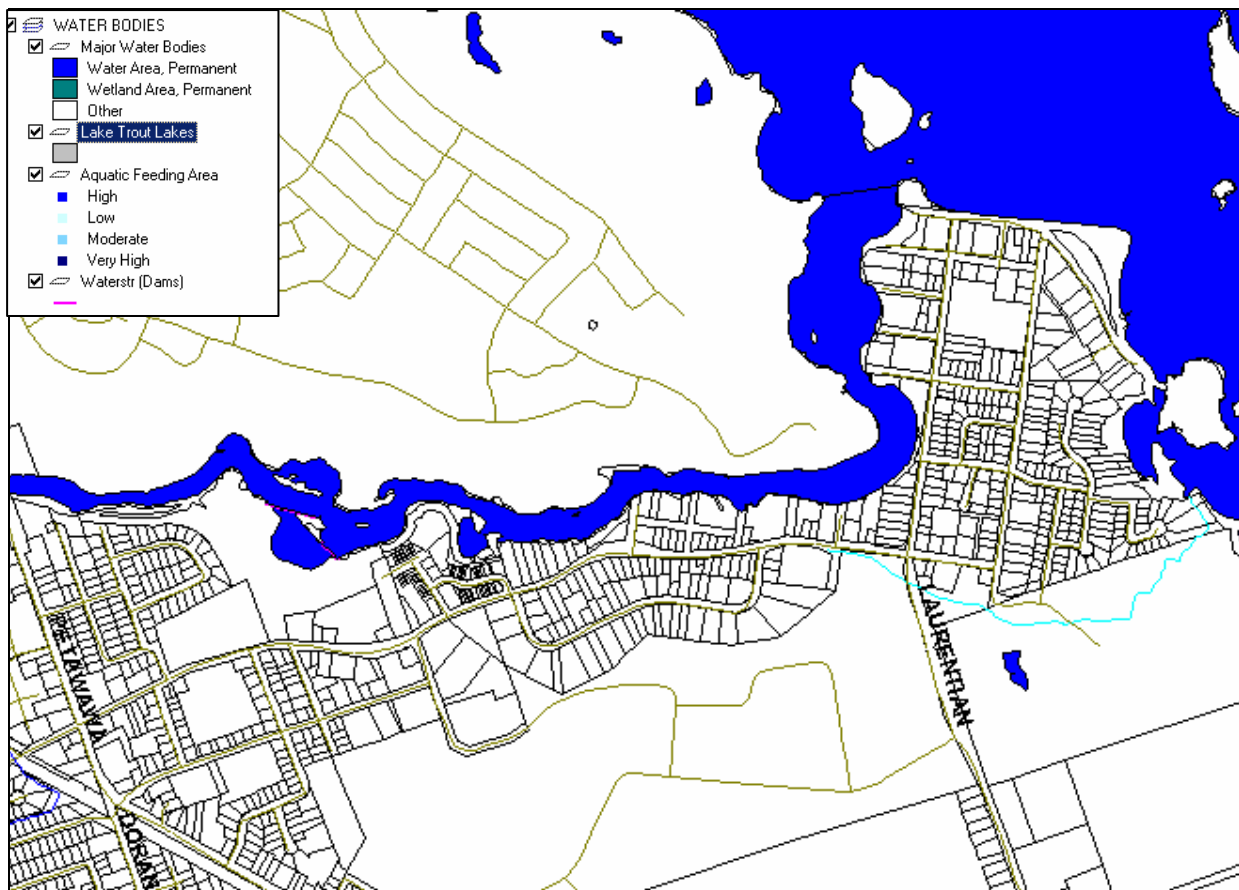 WATER BODIES
Major Water Bodies
Water Area, Permanent
Wetland Area, Permanent
Other
Lake Trout Lakes
Aquatic Feeding Area
High
Low
Moderate
Very High
Waterstr (Dams)
PETAWAWA
DORAN
LAURENTIAN